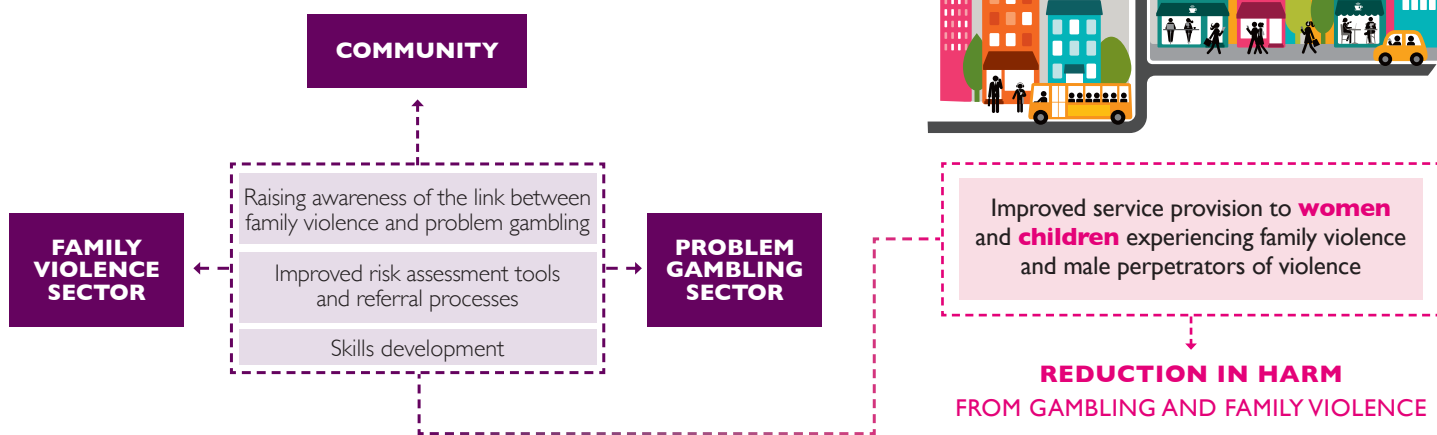 COMMUNITY
Raising awareness of the link between
family violence and problem gambling
FAMILY
VIOLENCE
SECTOR
Improved risk assessment tools
and referral processes
Skills development
PROBLEM
GAMBLING
SECTOR
Improved service provision to women
and children experiencing family violence
and male perpetrators of violence
REDUCTION IN HARM
FROM GAMBLING AND FAMILY VIOLENCE